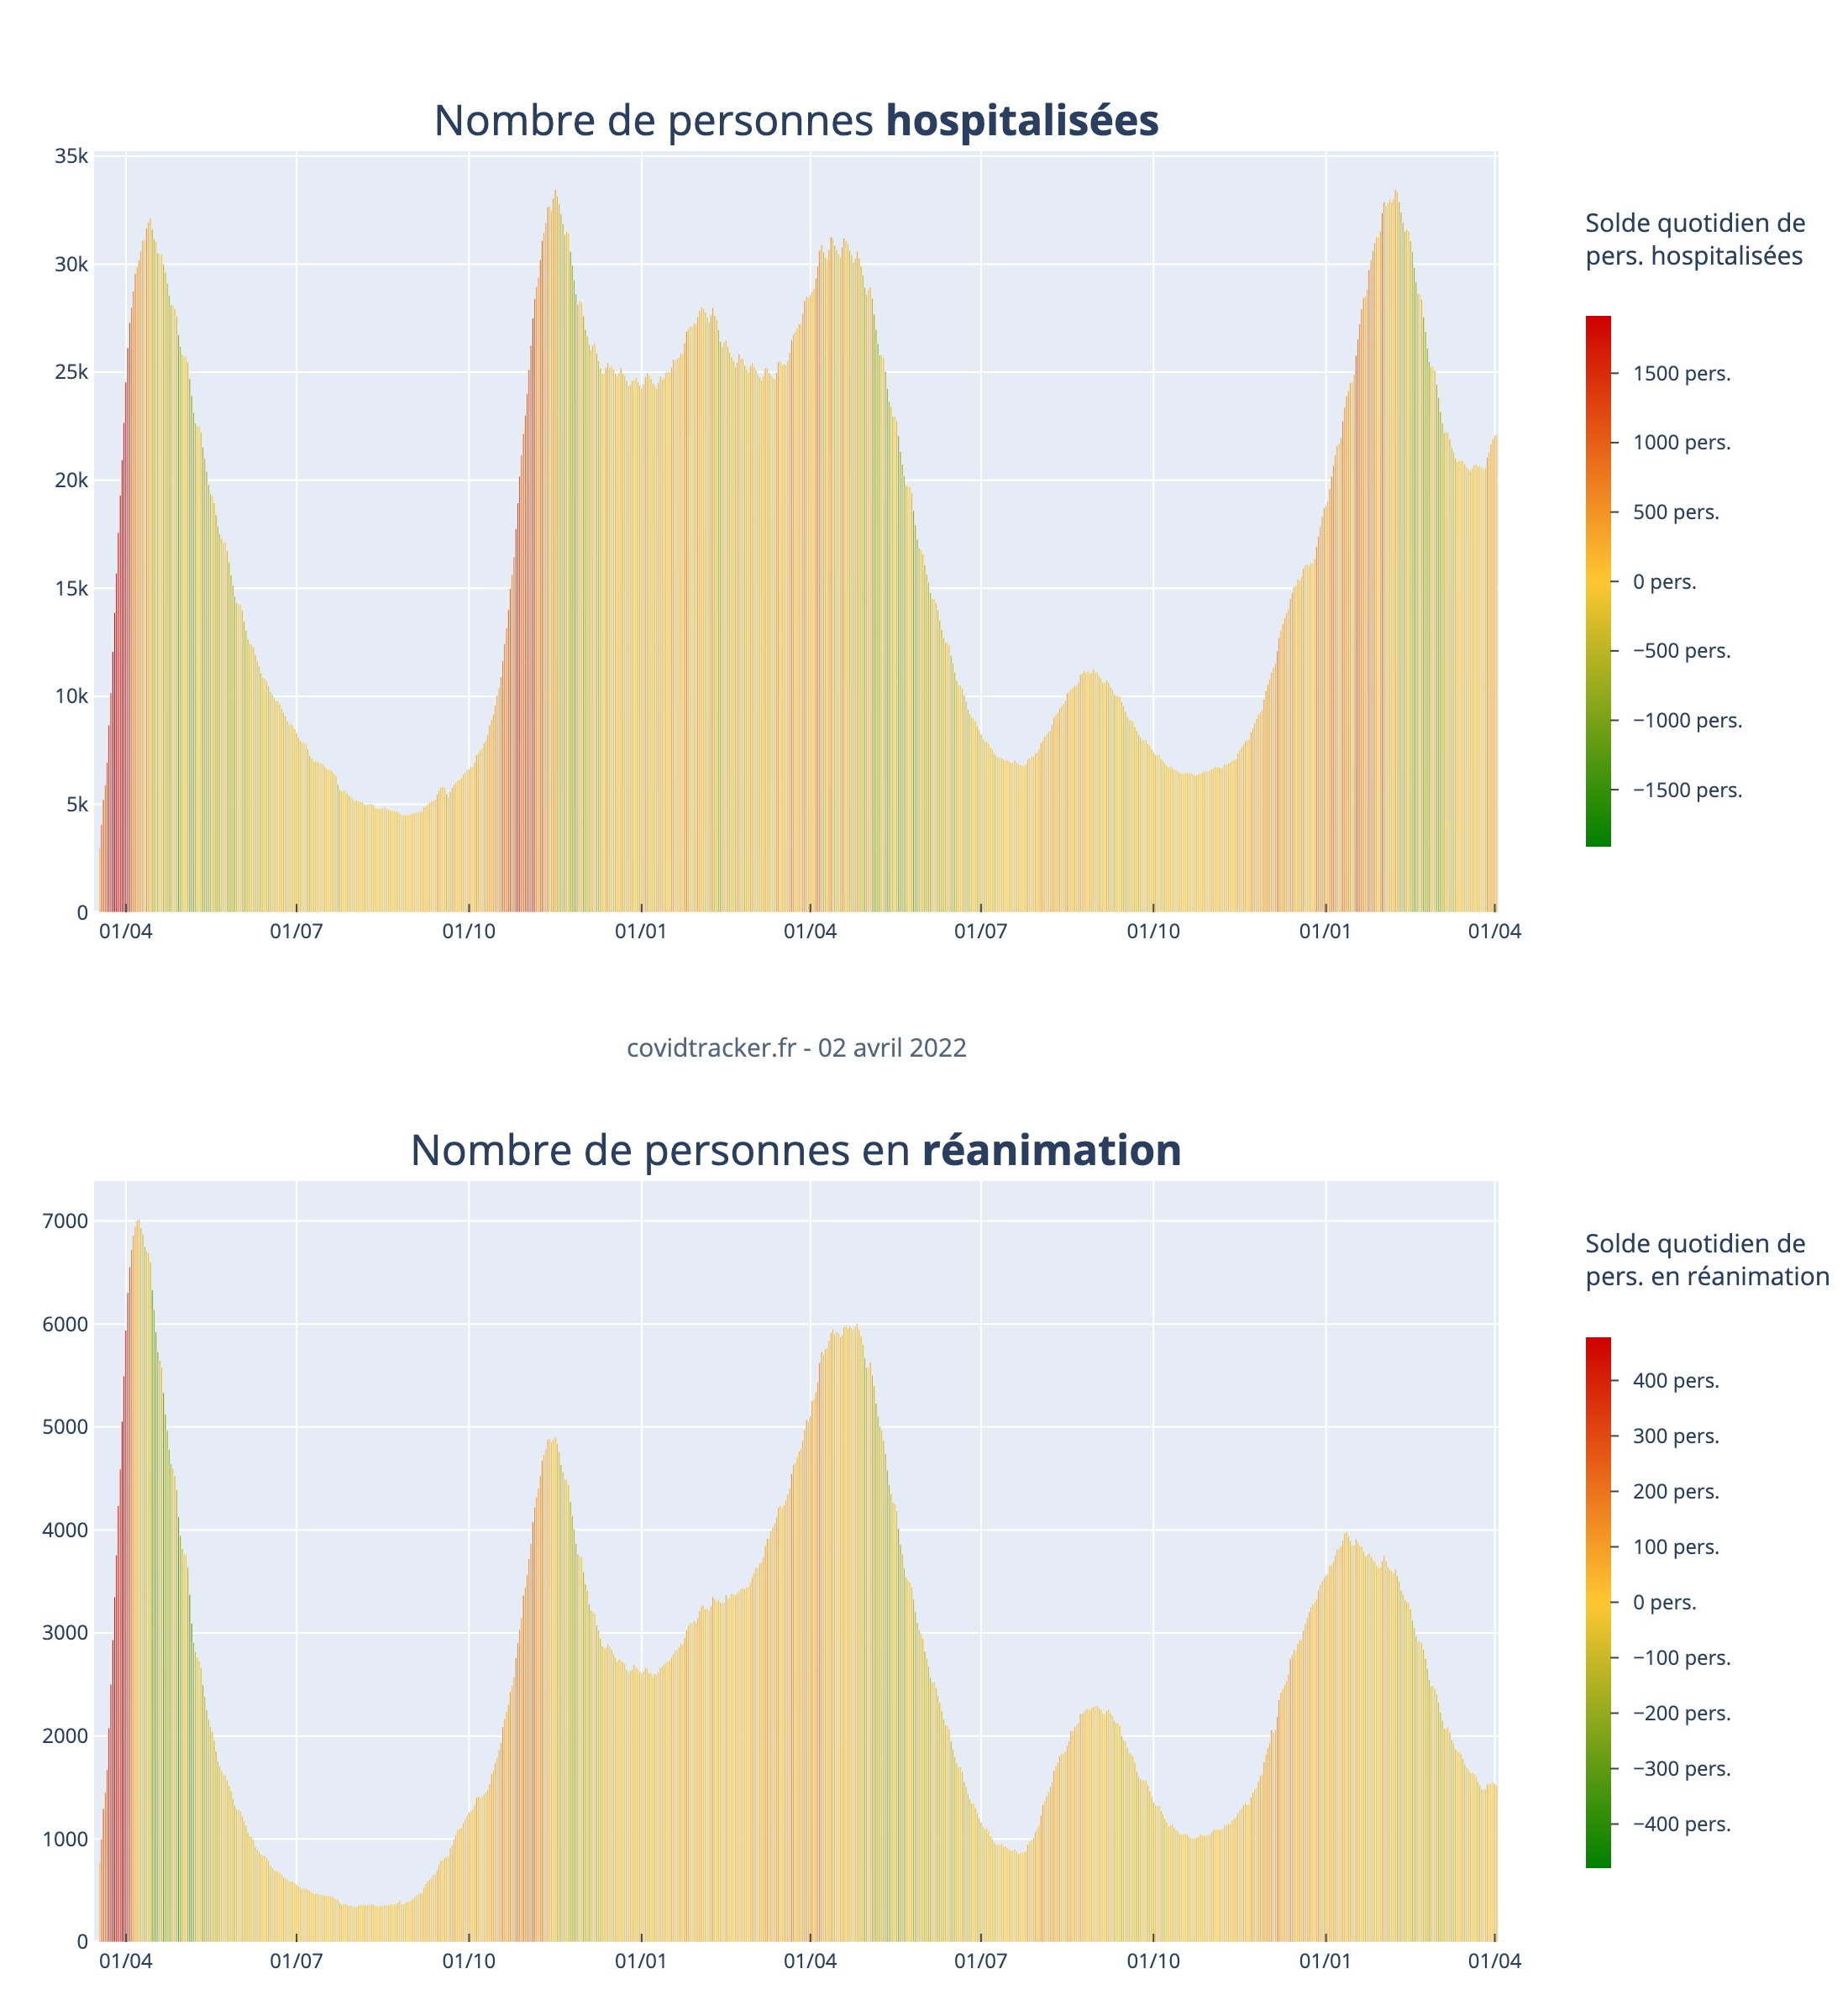 Nombre de personnes hospitalisées
35k
30k
25k
20k
15k
10k
5k
0
01/04 01/07 01/10 01/01 01/04 01/07 01/10 01/01 01/04
Solde quotidien de
pers. hospitalisées
1500 pers.
1000 pers.
500 pers.
0 pers.
−500 pers.
−1000 pers.
−1500 pers.
covidtracker.fr - 02 avril 2022
Nombre de personnes en réanimation
7000
6000
5000
4000
3000
2000
1000
0
01/04 01/07 01/10 01/01 01/04 01/07 01/10 01/01 01/04
Solde quotidien de
pers. en réanimation
400 pers.
300 pers.
200 pers.
100 pers.
0 pers.
−100 pers.
−200 pers.
−300 pers.
−400 pers.